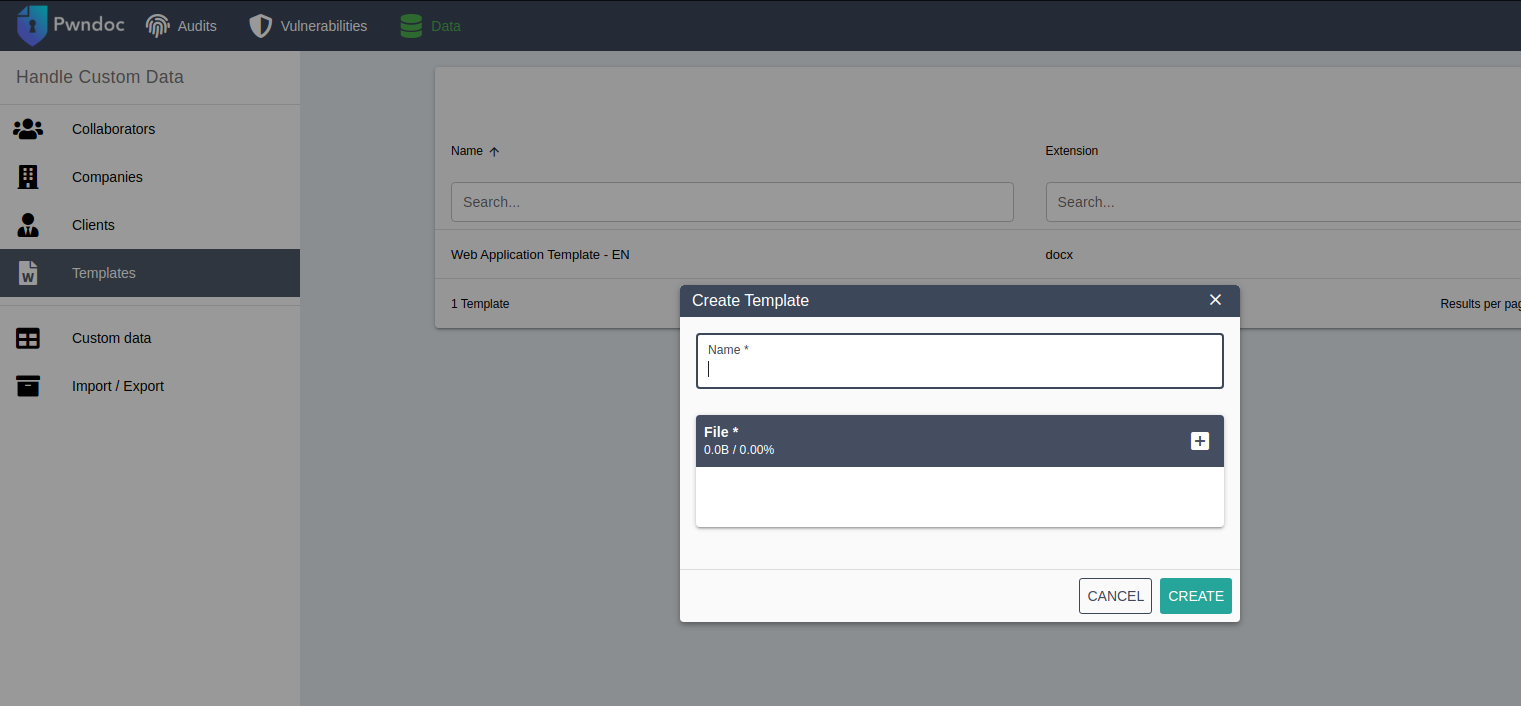 Pwndoc Audits Vulnerabilities Data
Handle Custom Data
Collaborators
Companies
Clients
Templates
Custom data
Import / Export
Name Extension
Search... Search...
Web Application Template - EN docx
1 Template Results per pag
Create Template
Name *
File *
0.0B / 0.00%
CANCEL CREATE
W